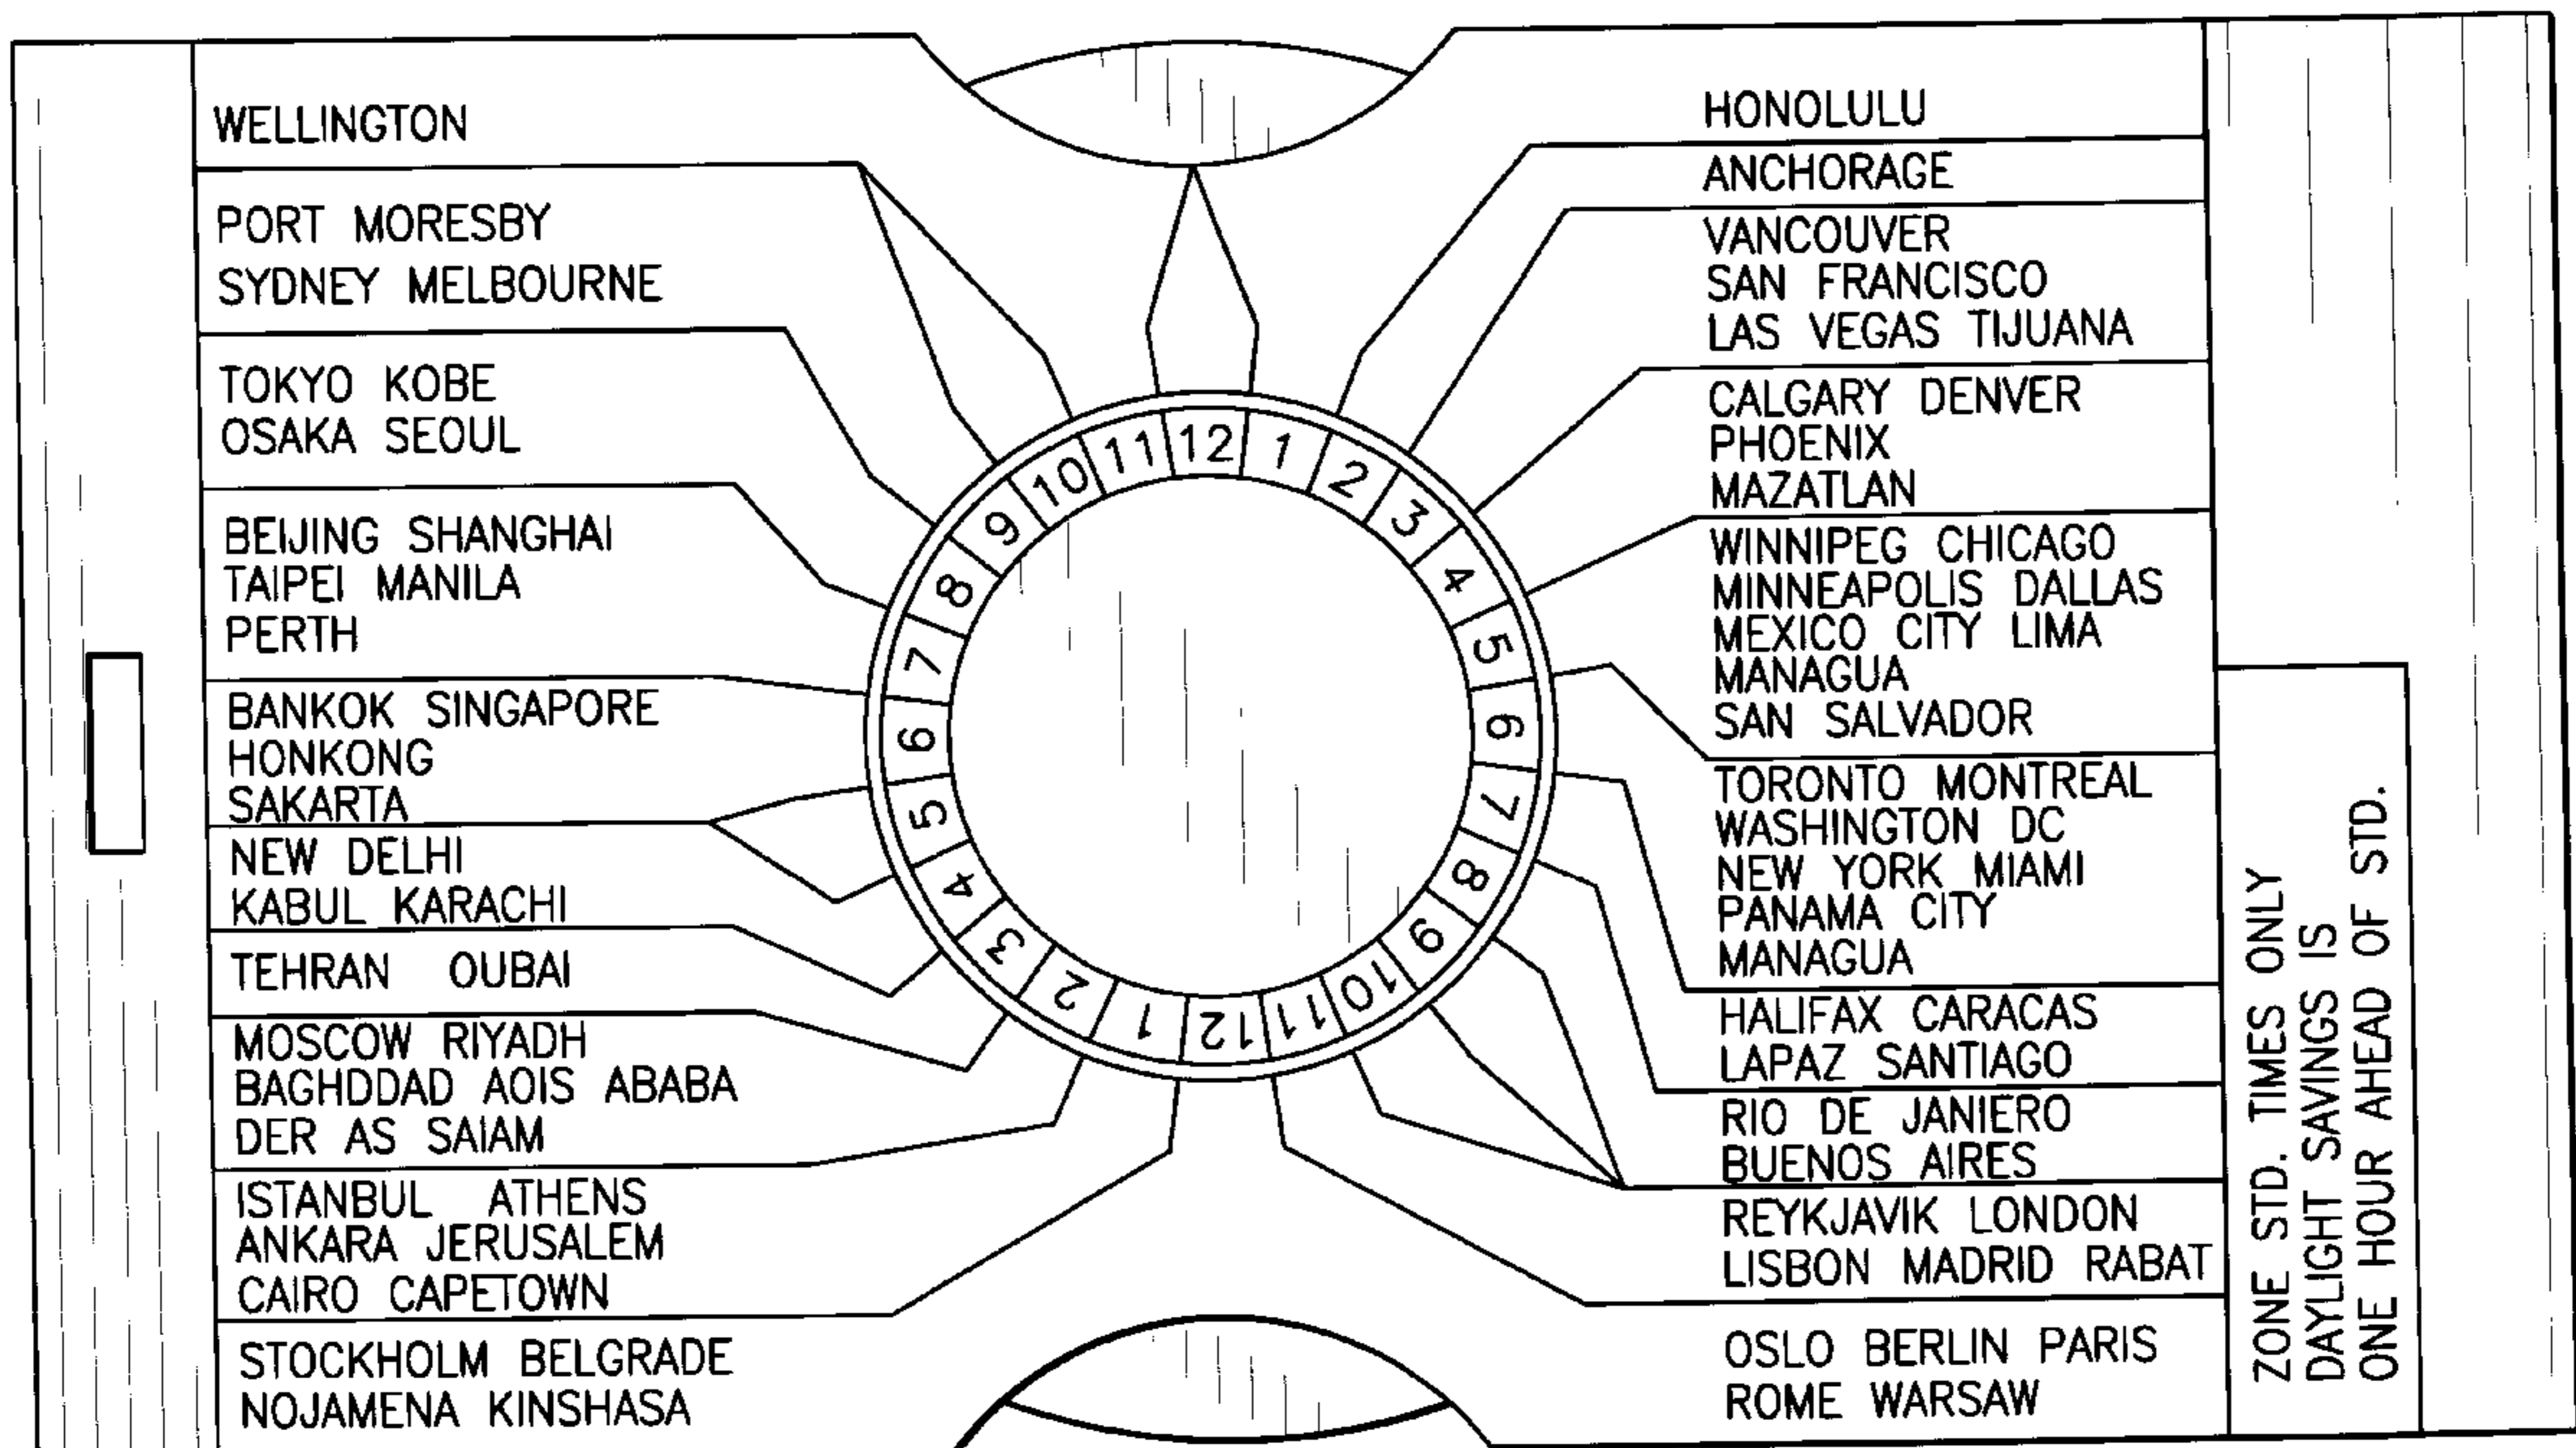 WELLINGTON
PORT MORESBY
SYDNEY MELBOURNE
TOKYO KOBE
OSAKA SEOUL
BEIJING SHANGHAI
TAIPEI MANILA
PERTH
BANKOK SINGAPORE
HONKONG
SAKARTA
NEW DELHI
KABUL KARACHI
TEHRAN OUBAI
MOSCOW RIYADH
BAGHDDAD AOIS ABABA
DER AS SAIAM
ISTANBUL ATHENS
ANKARA JERUSALEM
CAIRO CAPETOWN
STOCKHOLM BELGRADE
NOJAMENA KINSHASA
12
1
2
3
4
5
6
7
8
9
10
11
12
1
2
3
4
5
6
7
8
9
10
11
HONOLULU
ANCHORAGE
VANCOUVER
SAN FRANCISCO
LAS VEGAS TIJUANA
CALGARY DENVER
PHOENIX
MAZATLAN
WINNIPEG CHICAGO
MINNEAPOLIS DALLAS
MEXICO CITY LIMA
MANAGUA
SAN SALVADOR
TORONTO MONTREAL
WASHINGTON DC
NEW YORK MIAMI
PANAMA CITY
MANAGUA
HALIFAX CARACAS
LAPAZ SANTIAGO
RIO DE JANIERO
BUENOS AIRES
REYKJAVIK LONDON
LISBON MADRID RABAT
OSLO BERLIN PARIS
ROME WARSAW
ZONE STD. TIMES ONLY
DAYLIGHT SAVINGS IS
ONE HOUR AHEAD OF STD.